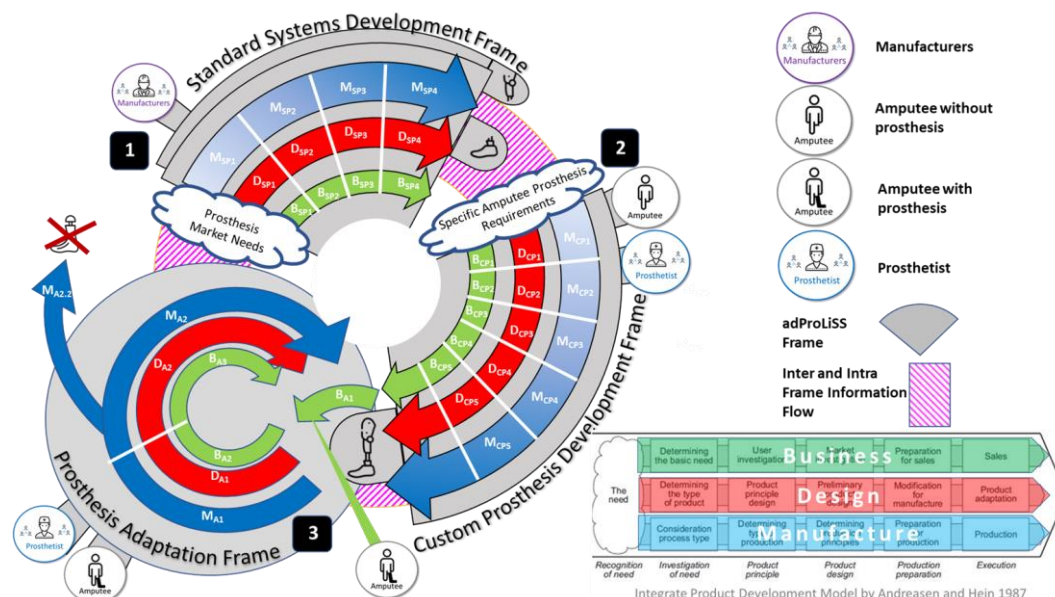 Standard Systems Development Frame
Manufacturers
1
M_SP1
M_SP2
M_SP3
M_SP4
D_SP1
D_SP2
D_SP3
D_SP4
B_SP1
B_SP2
B_SP3
B_SP4
Prosthesis
Market Needs
2
Specific Amputee Prosthesis
Requirements
Amputee
Prosthetist
M_CP1
M_CP2
M_CP3
M_CP4
M_CP5
D_CP1
D_CP2
D_CP3
D_CP4
D_CP5
B_CP1
B_CP2
B_CP3
B_CP4
B_CP5
Custom Prosthesis Development Frame
M_A2.2
M_A2
D_A2
B_A3
B_A1
B_A2
D_A1
M_A1
3
Prosthesis Adaptation Frame
Prosthetist
Amputee
Amputee
Manufacturers
Manufacturers
Amputee
Amputee without
prosthesis
Amputee
Amputee with
prosthesis
Prosthetist
Prosthetist
adProLiSS
Frame
Inter and Intra
Frame Information
Flow
The
need
Business
Determining
the basic need
User
investigation
Market
Preparation
for sales
Sales
Design
Determining
the type
of product
Product
principle
design
Preliminary
design
Modification
for
manufacture
Product
adaptation
Manufacture
Consideration
process type
Determining
production
Determining
principles
Preparation
production
Production
Recognition
of need
Investigation
of need
Product
principle
Product
design
Production
preparation
Execution
Integrate Product Development Model by Andreasen and Hein 1987